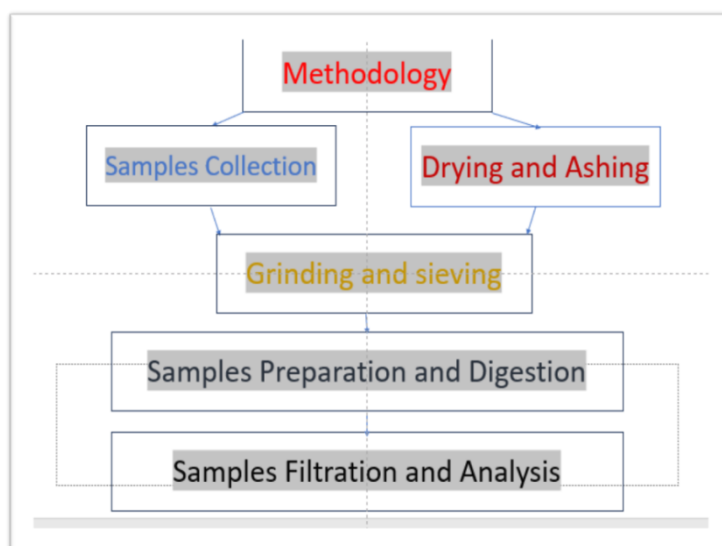 Methodology
Samples Collection
Drying and Ashing
Grinding and sieving
Samples Preparation and Digestion
Samples Filtration and Analysis